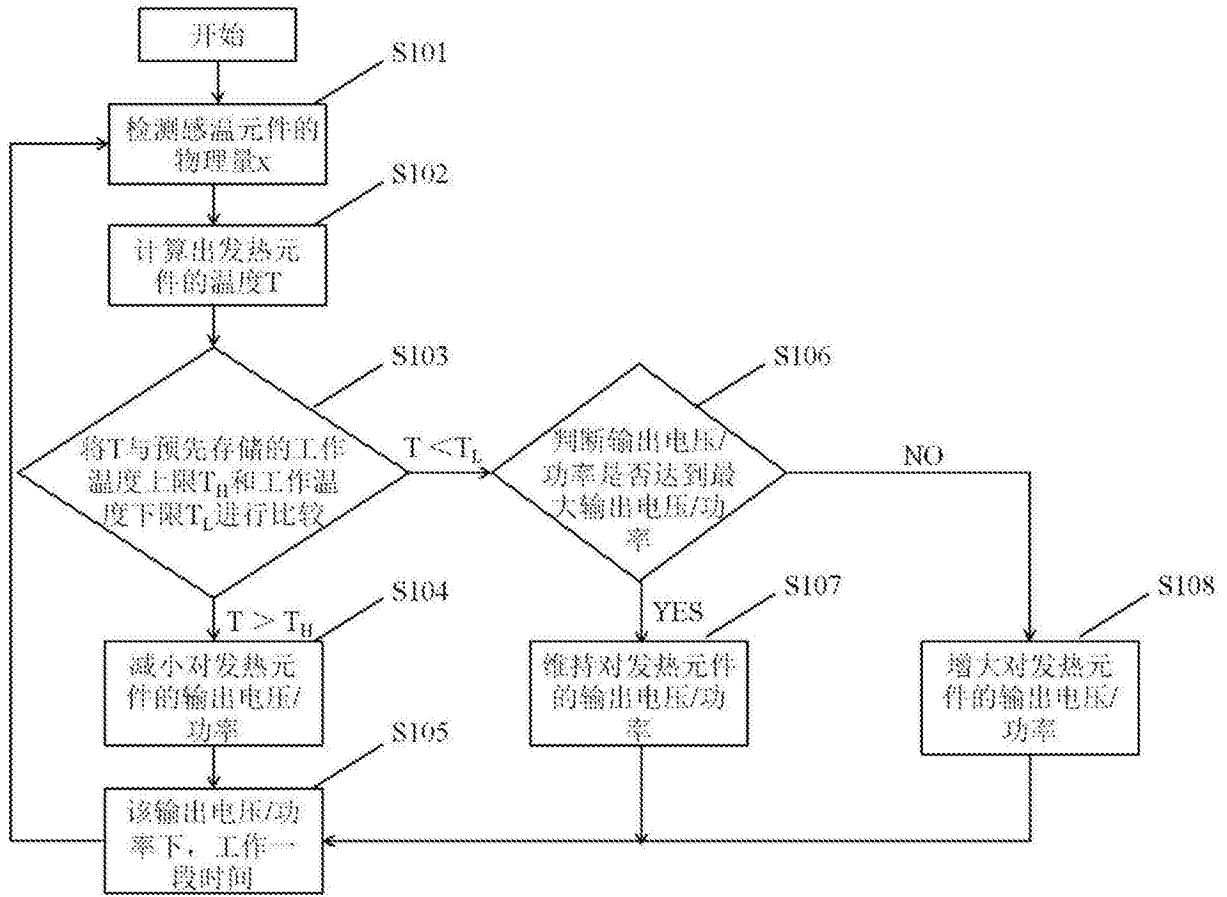 开始
S101
检测感温元件的
物理量x
S102
计算出发热元
件的温度T
S103
将T与预先存储的工作
温度上限TH和工作温
度下限TL进行比较
T<TL
S106
判断输出电压/
功率是否达到最
大输出电压/功
率
NO
YES
T>TH
S104
减小对发热元
件的输出电压/
功率
S107
维持对发热元件
的输出电压/功
率
S108
增大对发热元
件的输出电压/
功率
S105
该输出电压/功
率下，工作一
段时间